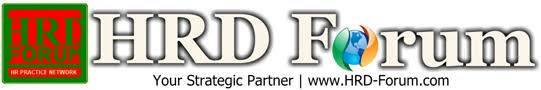 HRD
FORUM
HR PRACTICE NETWORK
HRD Forum
Your Strategic Partner | www.HRD-Forum.com